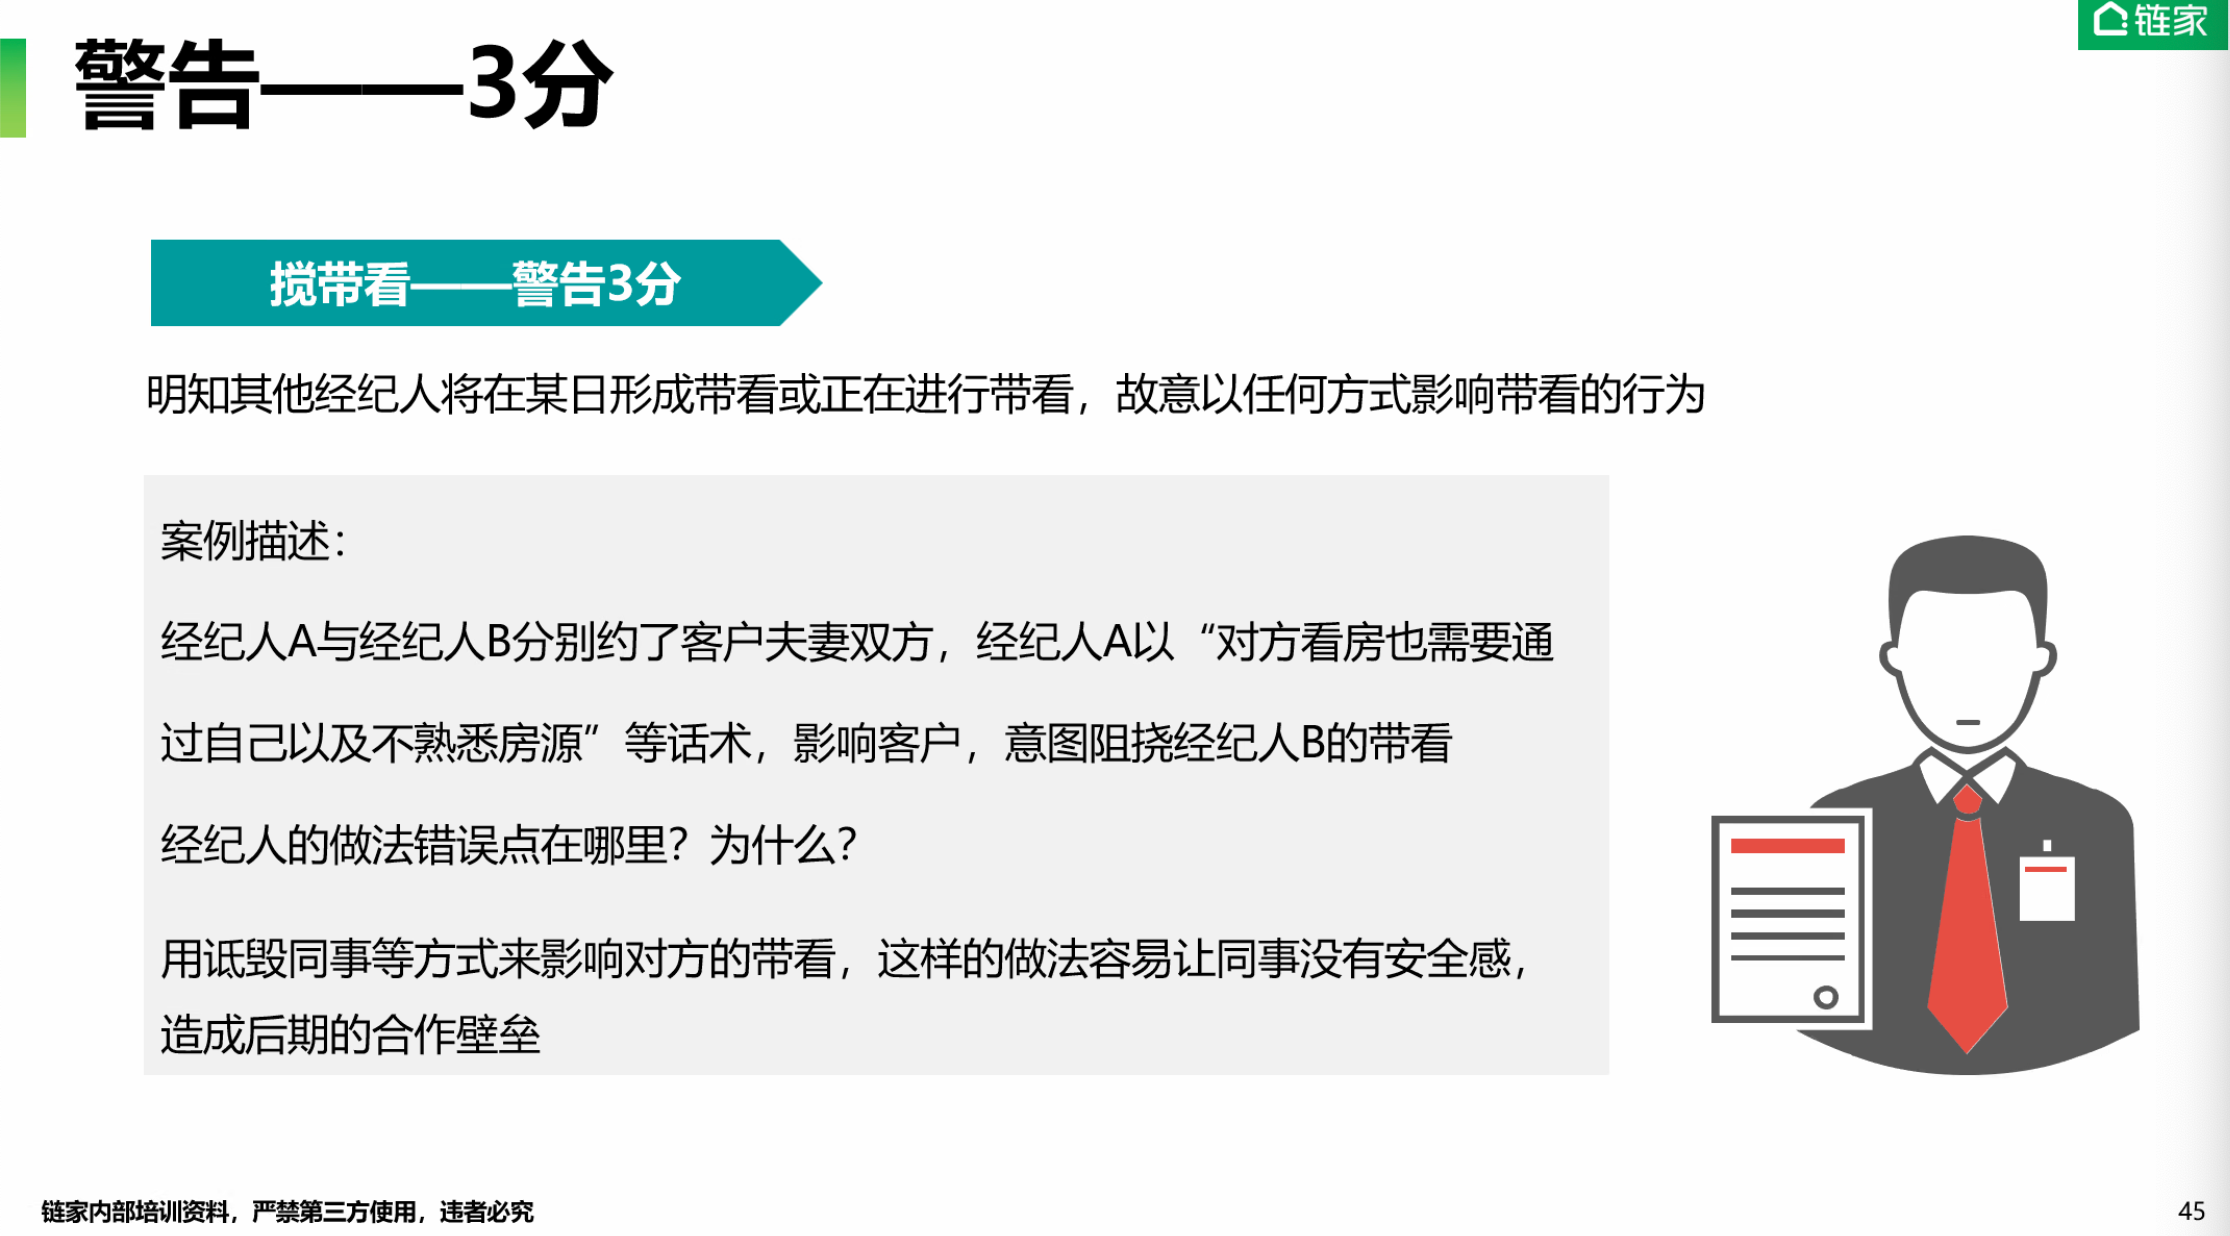 链家
警告——3分
搅带看——警告3分
明知其他经纪人将在某日形成带看或正在进行带看，故意以任何方式影响带看的行为
案例描述：
经纪人A与经纪人B分别约了客户夫妻双方，经纪人A以“对方看房也需要通
过自己以及不熟悉房源”等话术，影响客户，意图阻挠经纪人B的带看
经纪人的做法错误点在哪里？为什么？
用诋毁同事等方式来影响对方的带看，这样的做法容易让同事没有安全感，
造成后期的合作壁垒
链家内部培训资料，严禁第三方使用，违者必究
45